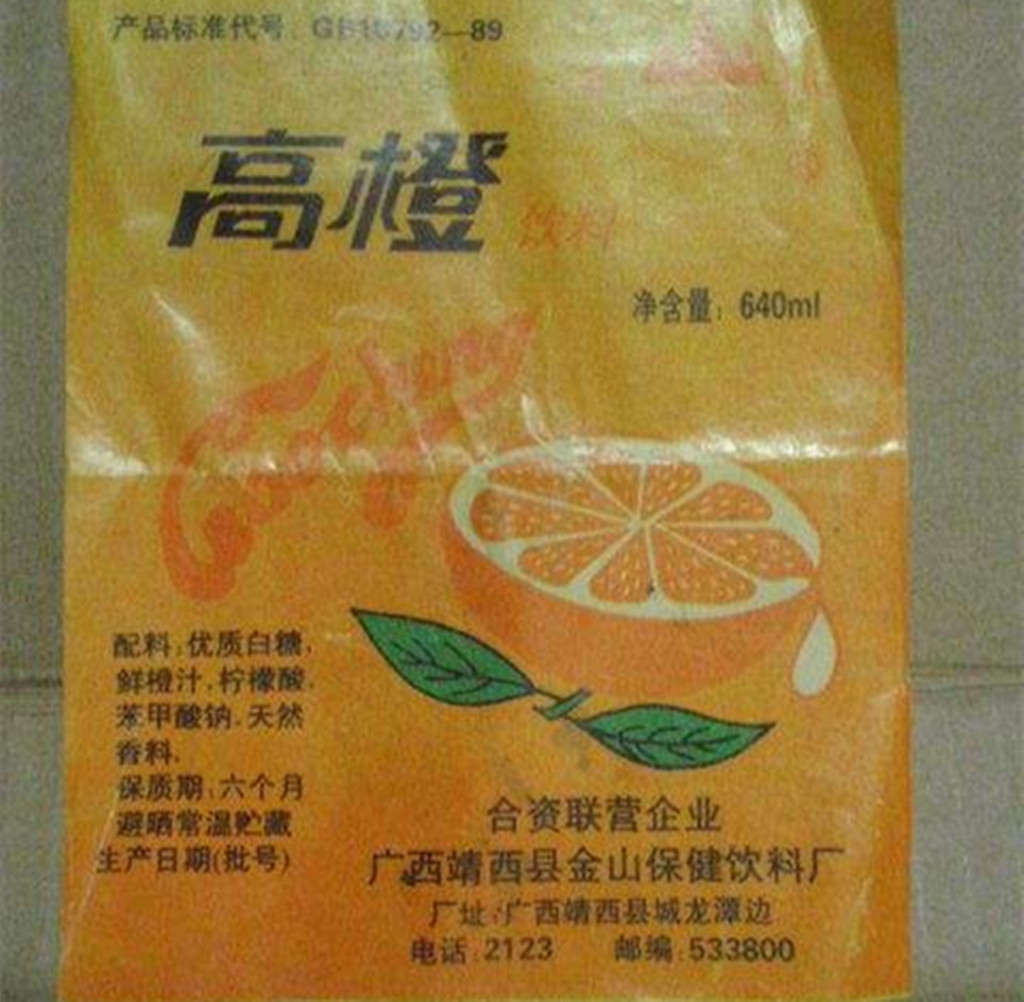 产品标准代号 GB10792—89
高橙
饮料
净含量：640ml
配料：优质白糖，
鲜橙汁、柠檬酸、
苯甲酸钠、天然
香料，
保质期：六个月
避晒常温贮藏
生产日期(批号)
合资联营企业
广西靖西县金山保健饮料厂
厂址：广西靖西县城龙潭边
电话：2123 邮编：533800